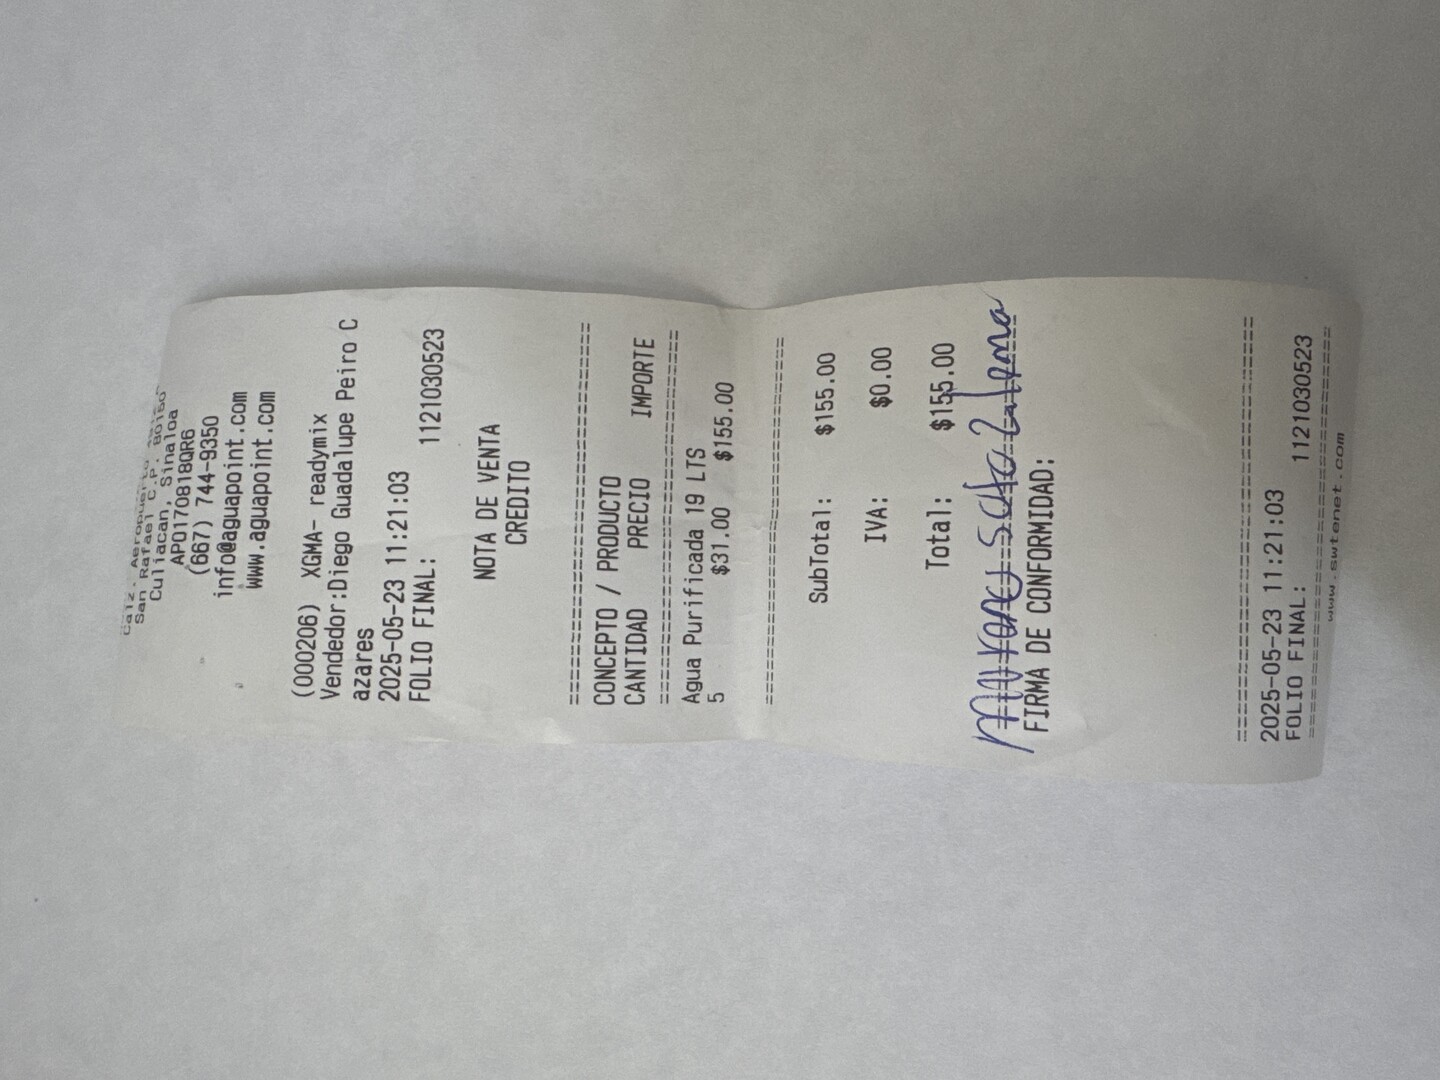 Calz. Aeropuerto
San Rafael C.P. 80150
Culiacan, Sinaloa
APO170818QR6
(667) 744-9350
info@aguapoint.com
www.aguapoint.com
(000206) XGMA- readymix
Vendedor:Diego Guadalupe Peiro C
azares
2025-05-23 11:21:03
FOLIO FINAL: 1121030523
NOTA DE VENTA
CREDITO
================================
CONCEPTO / PRODUCTO
CANTIDAD PRECIO IMPORTE
================================
Agua Purificada 19 LTS
5 $31.00 $155.00
================================
SubTotal: $155.00
IVA: $0.00
Total: $155.00
FIRMA DE CONFORMIDAD:
================================
2025-05-23 11:21:03
FOLIO FINAL: 1121030523
================================
www.swtenet.com